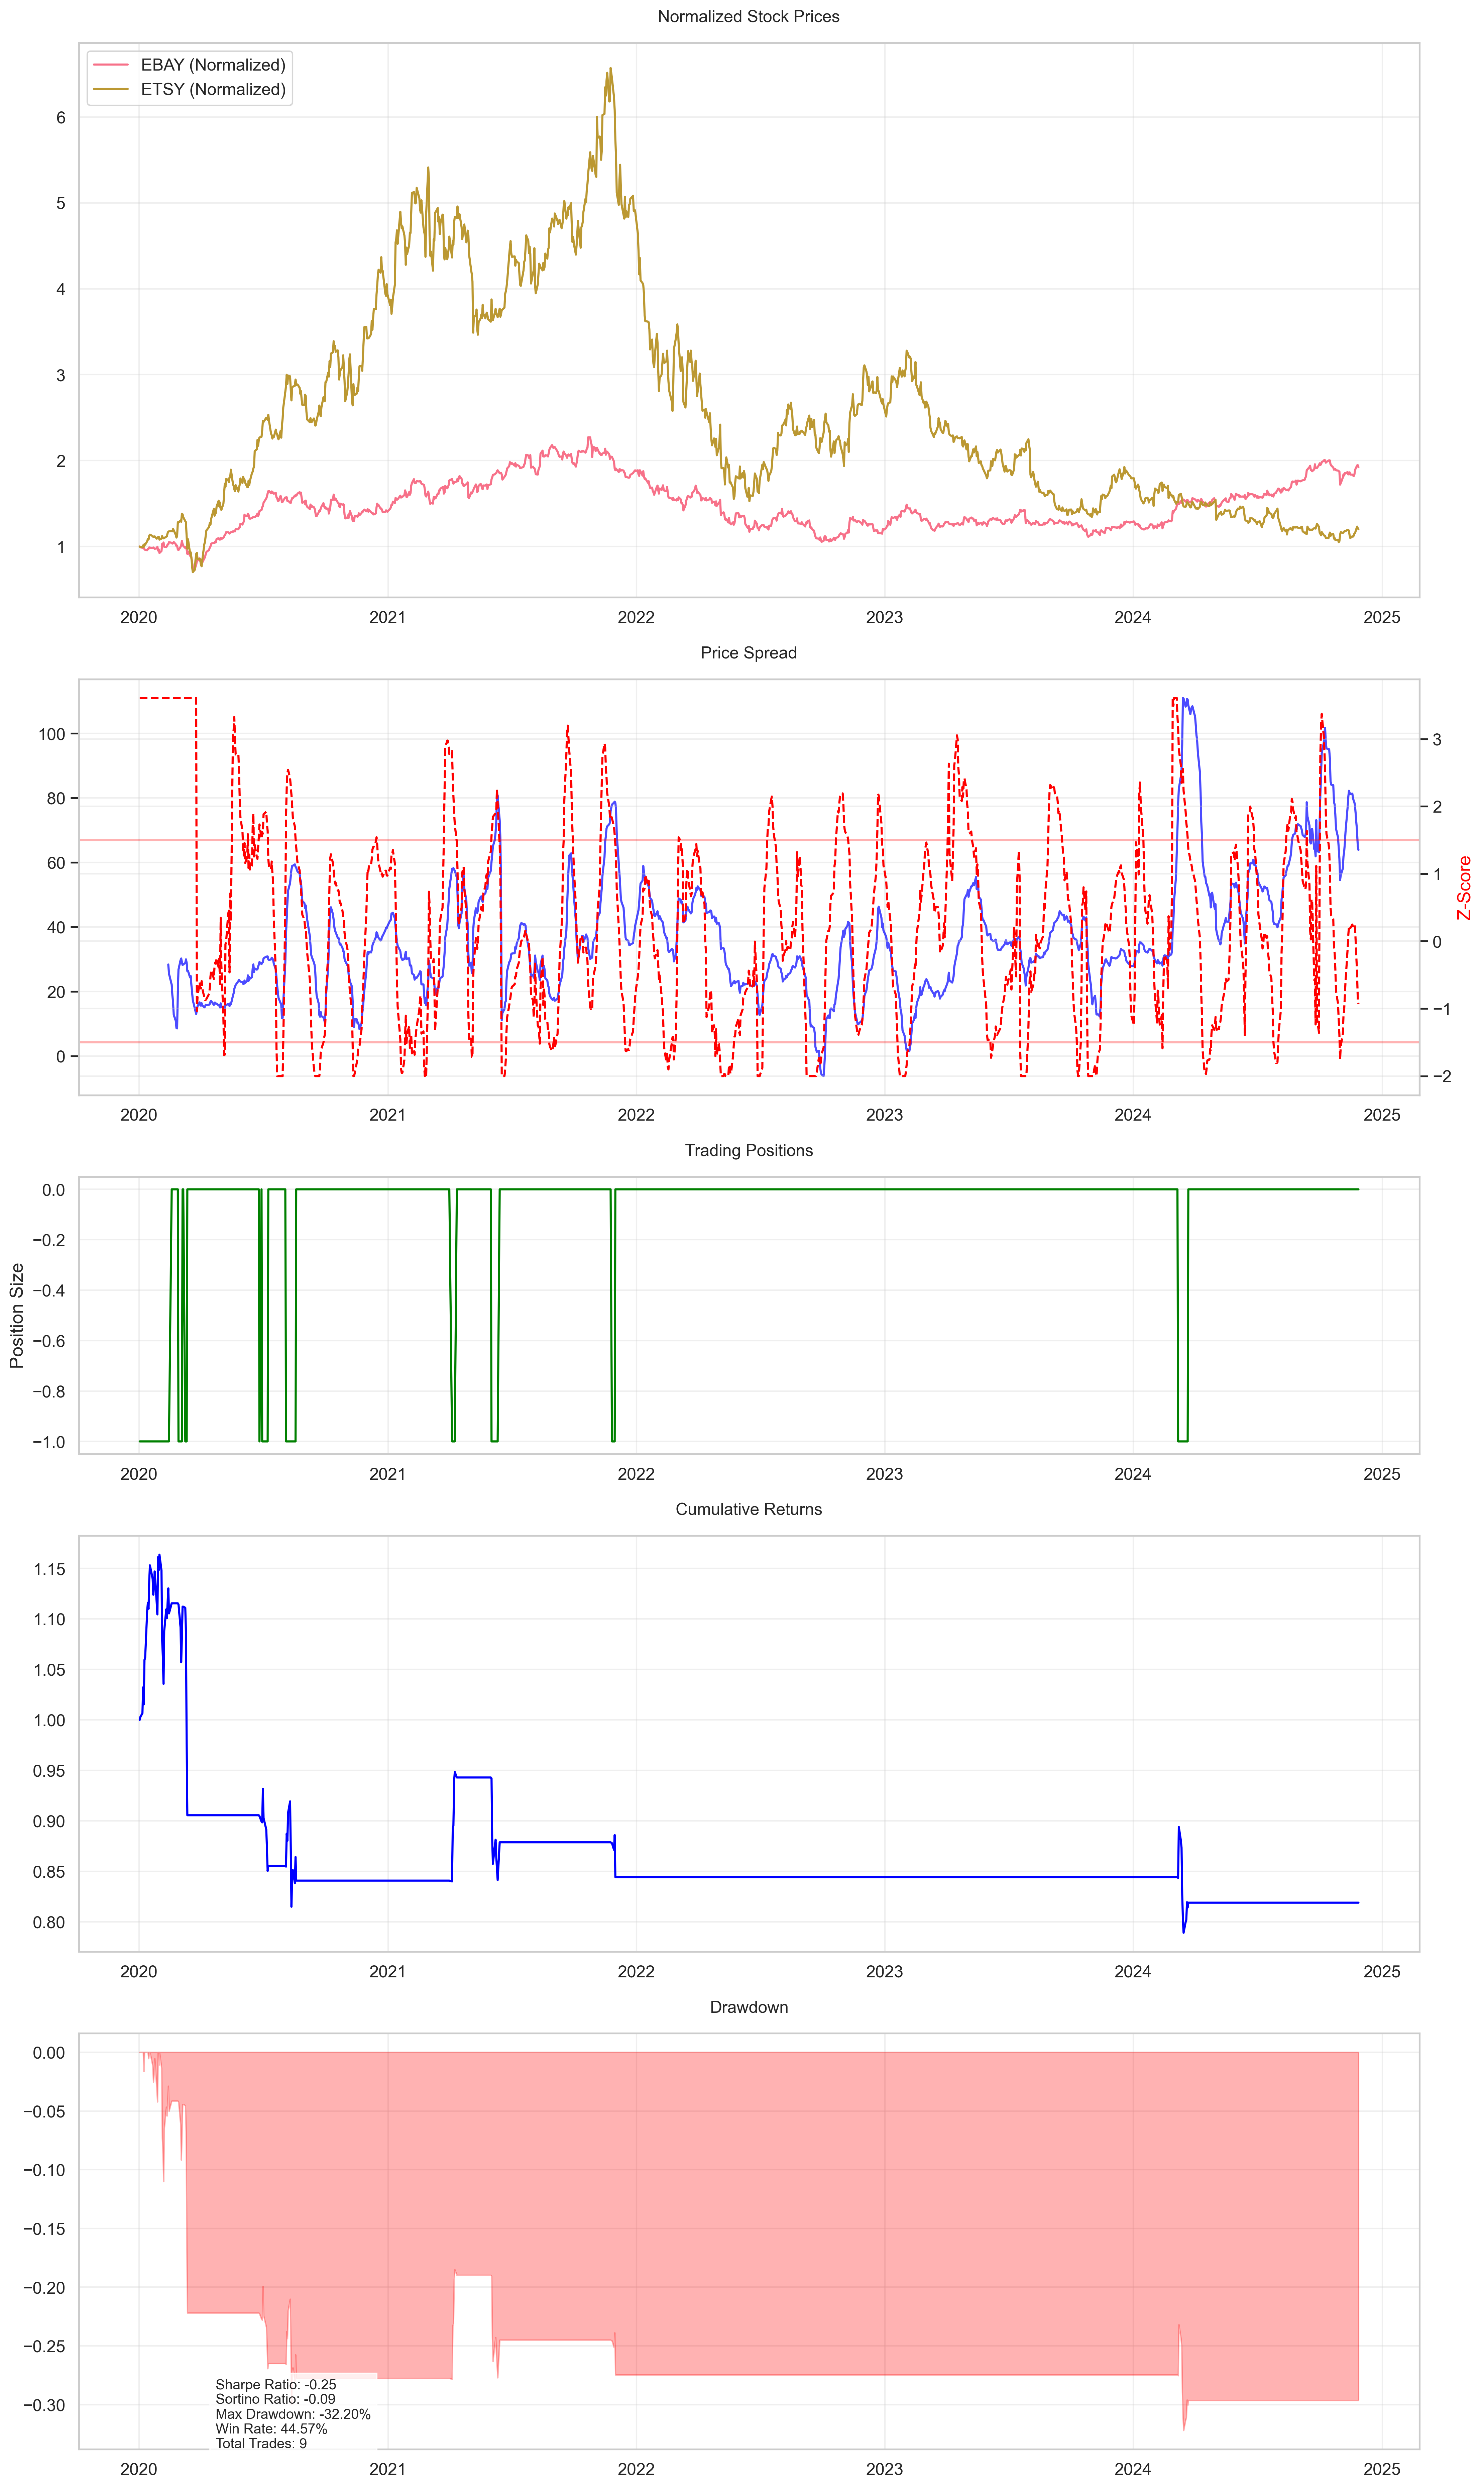 Normalized Stock Prices
EBAY (Normalized)
ETSY (Normalized)
6
5
4
3
2
1
2020 2021 2022 2023 2024 2025
Price Spread
100
80
60
40
20
0
3
2
1
0
−1
−2
Z-Score
2020 2021 2022 2023 2024 2025
Trading Positions
Position Size
0.0
−0.2
−0.4
−0.6
−0.8
−1.0
2020 2021 2022 2023 2024 2025
Cumulative Returns
1.15
1.10
1.05
1.00
0.95
0.90
0.85
0.80
2020 2021 2022 2023 2024 2025
Drawdown
0.00
−0.05
−0.10
−0.15
−0.20
−0.25
−0.30
Sharpe Ratio: -0.25
Sortino Ratio: -0.09
Max Drawdown: -32.20%
Win Rate: 44.57%
Total Trades: 9
2020 2021 2022 2023 2024 2025